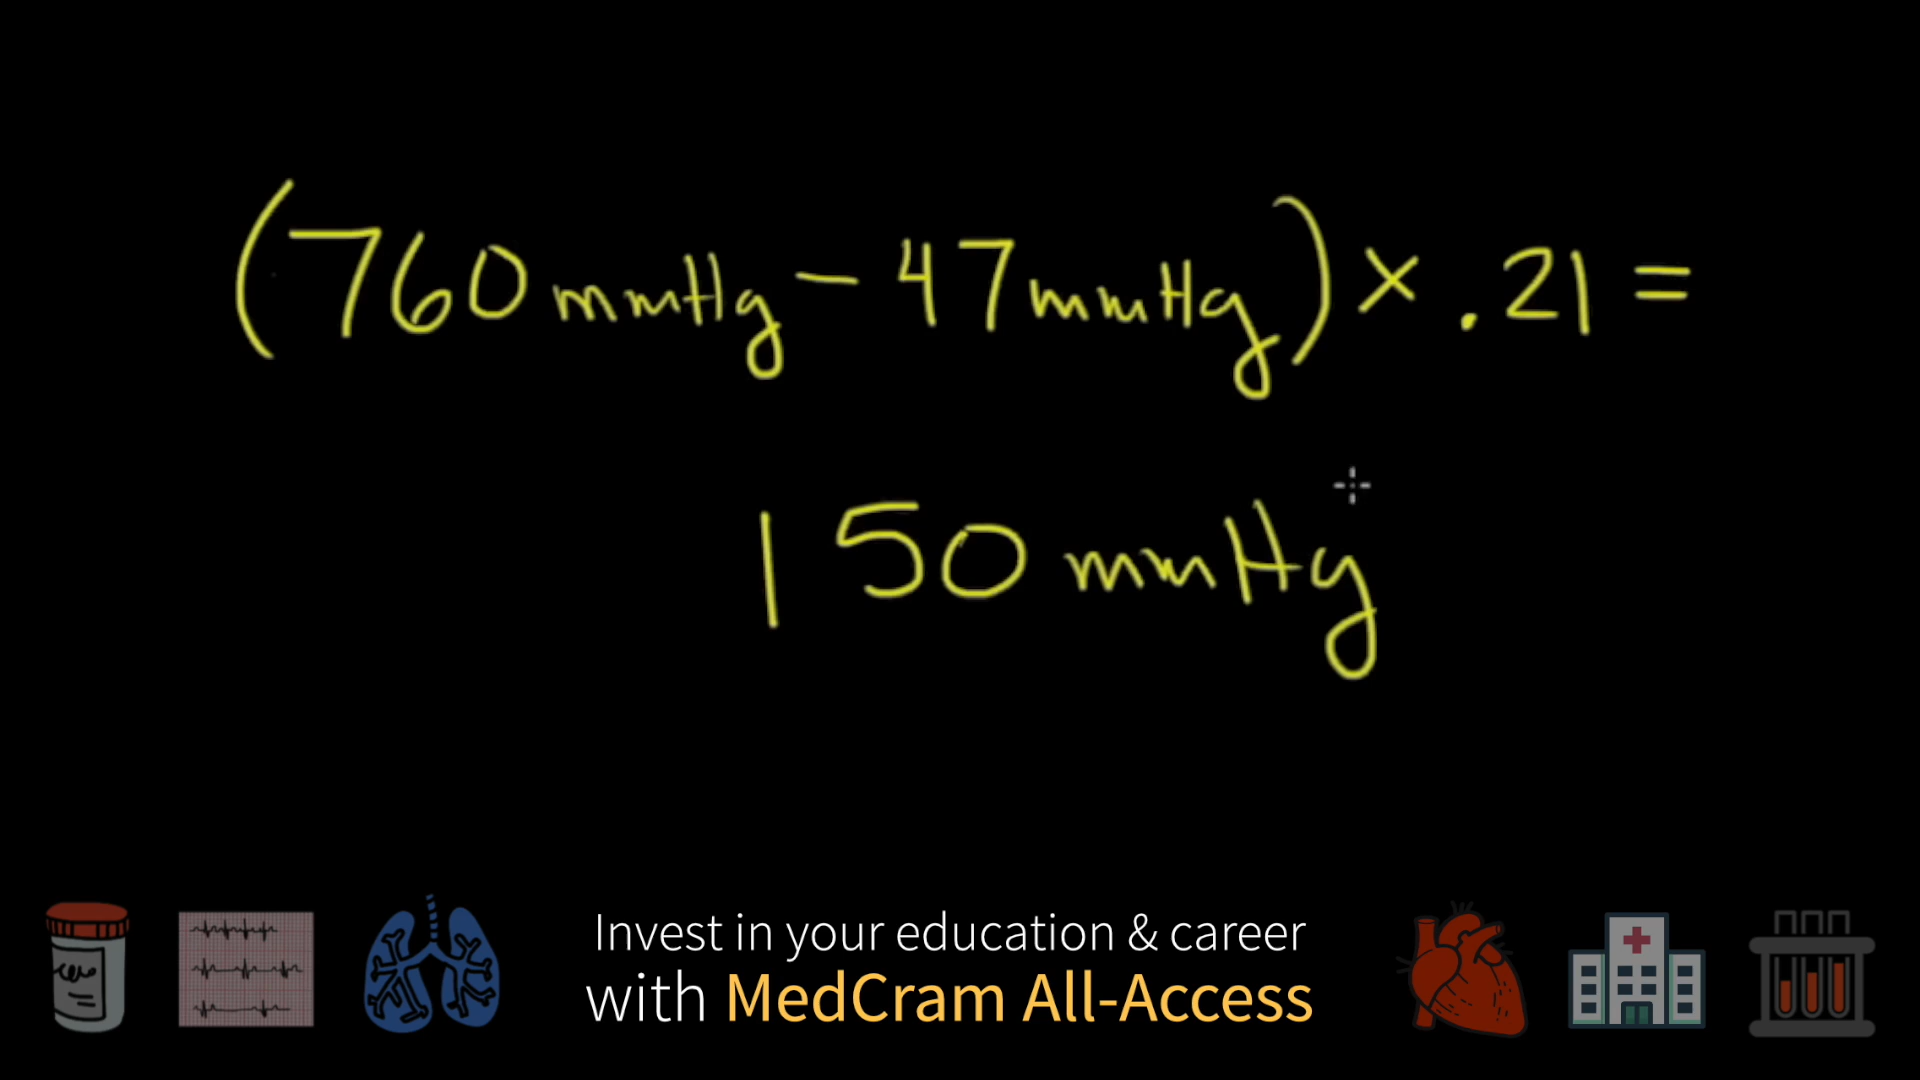 (760 mmHg - 47 mmHg) × .21 =
150 mmHg
Invest in your education & career
with MedCram All-Access